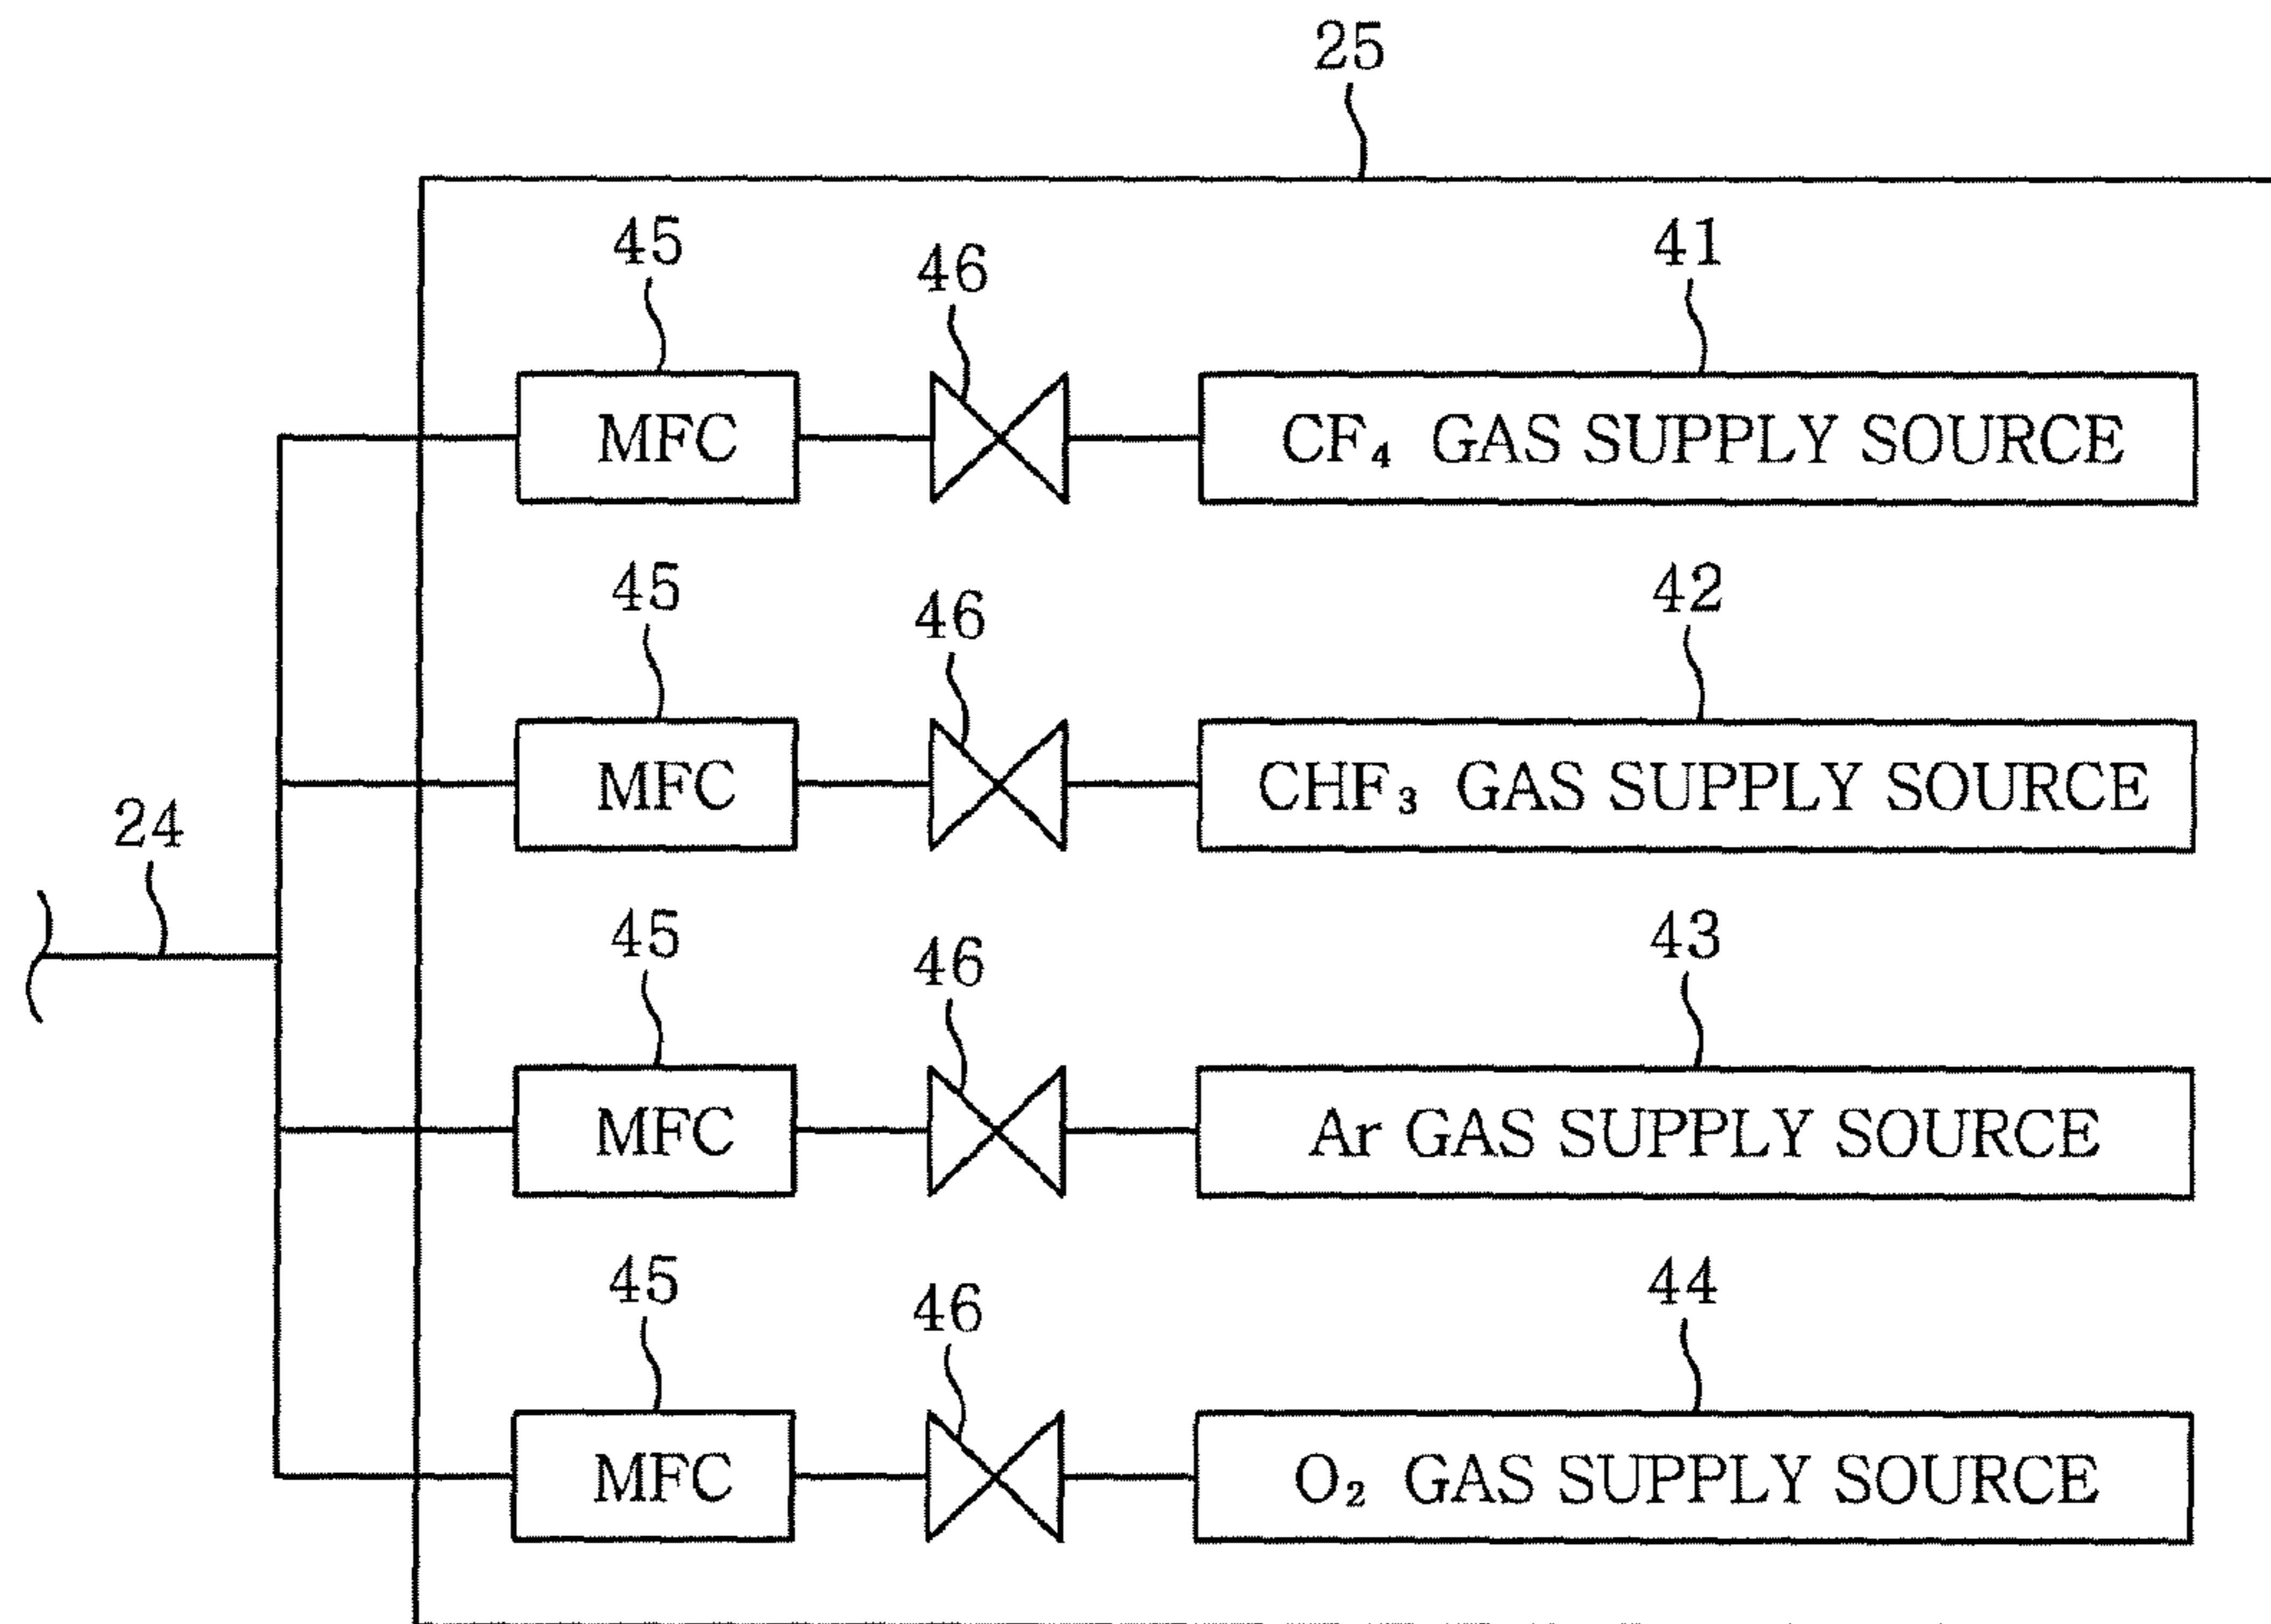 25
45 46 41
MFC CF₄ GAS SUPPLY SOURCE
45 46 42
MFC CHF₃ GAS SUPPLY SOURCE
24
45 46 43
MFC Ar GAS SUPPLY SOURCE
45 46 44
MFC O₂ GAS SUPPLY SOURCE